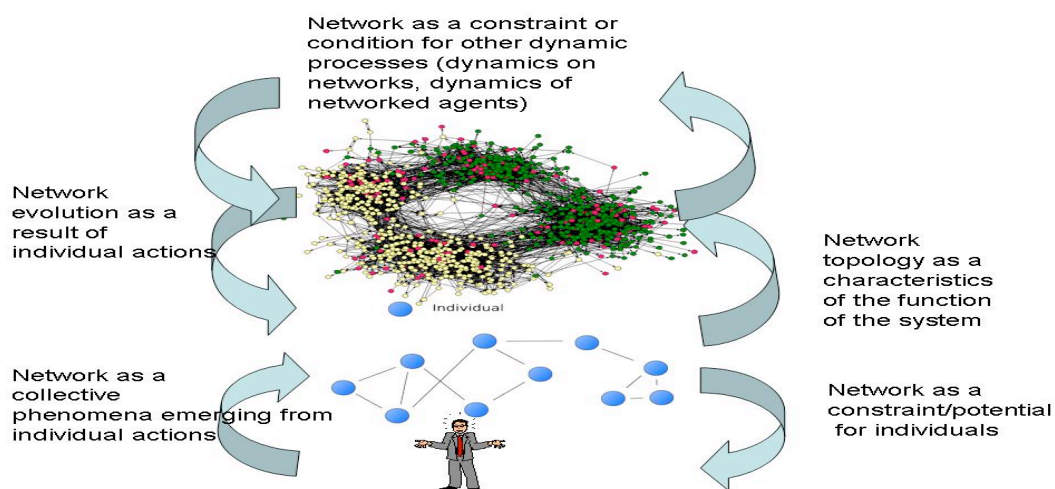 Network as a constraint or
condition for other dynamic
processes (dynamics on
networks, dynamics of
networked agents)
Network
evolution as a
result of
individual actions
Network
topology as a
characteristics
of the function
of the system
Individual
Network as a
collective
phenomena emerging from
individual actions
Network as a
constraint/potential
for individuals